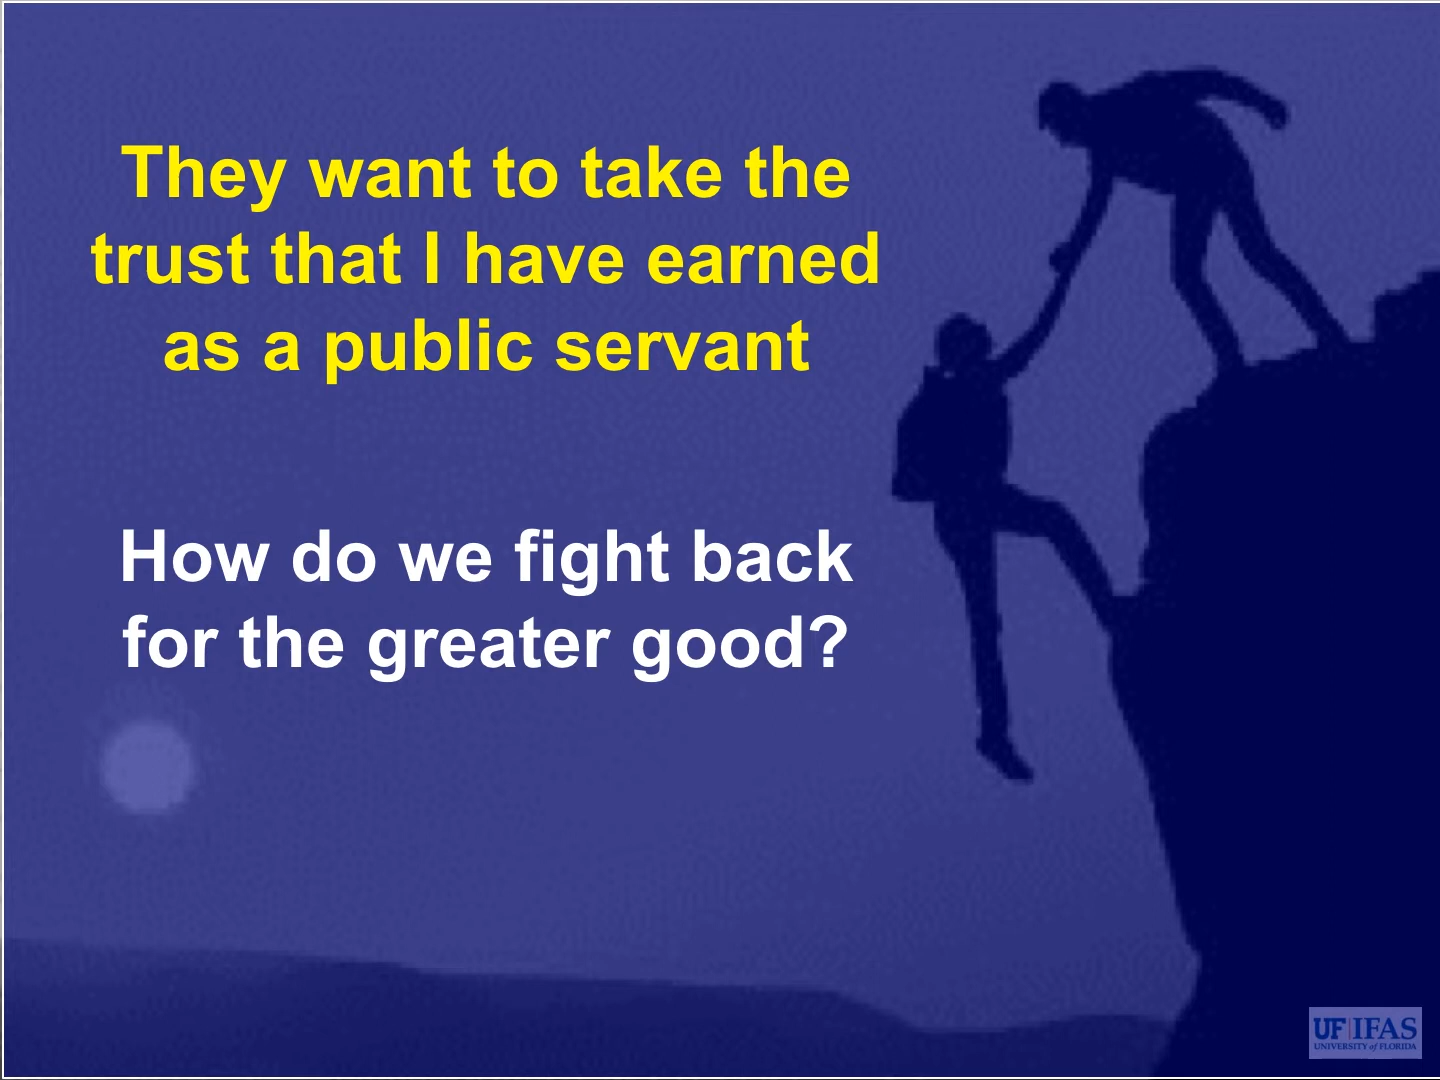 They want to take the
trust that I have earned
as a public servant
How do we fight back
for the greater good?
UF|IFAS
UNIVERSITY of FLORIDA